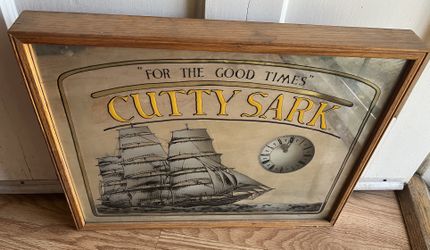 "FOR THE GOOD TIMES"
CUTTY SARK